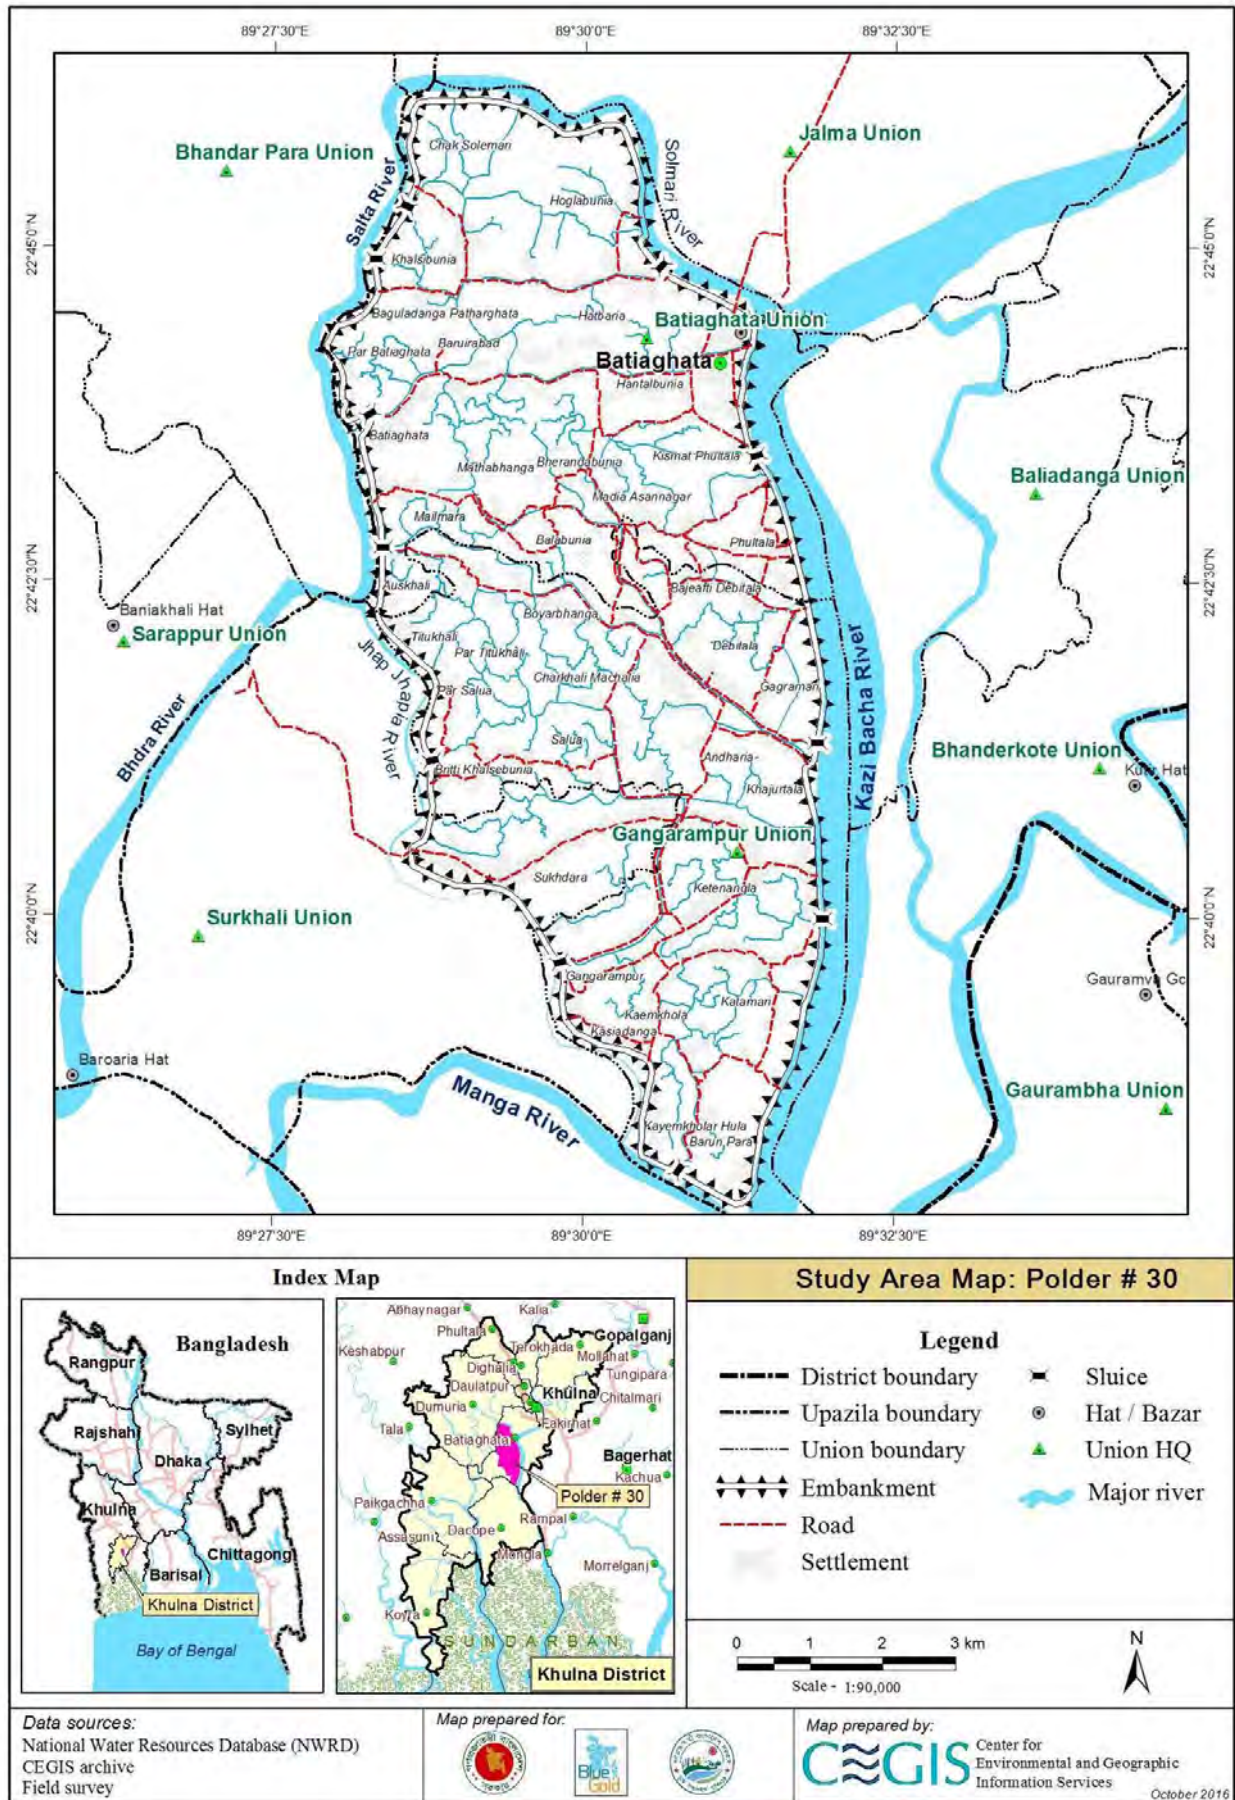 89°27'30"E
89°30'0"E
89°32'30"E
Bhandar Para Union
Jalma Union
Chak Solemari
Solmari River
Salta River
Hoglabunia
22°45'0"N
22°45'0"N
Khalsibunia
Baguladanga Patharghata
Hatbaria
Batiaghata Union
Par Batiaghata
Baruirabad
Batiaghata
Hantalbunia
Batiaghata
Kismat Phultala
Mathabhanga
Bherandabunia
Baliadanga Union
Madia Asannagar
Mailmara
Balabunia
Phultala
22°42'30"N
22°42'30"N
Auskhali
Bajeafti Debitala
Baniakhali Hat
Sarappur Union
Boyarbhanga
Titukhali
Par Titukhali
Debitala
Jhap Jhapia River
Charkhali Machalia
Par Salua
Gagramari
Kazi Bacha River
Bhdra River
Salua
Andharia-
Bhanderkote Union
Britti Khalsebunia
Khajurtala
Kutir Hat
Gangarampur Union
Sukhdara
Ketenangla
Surkhali Union
22°40'0"N
22°40'0"N
Gangarampur
Gauramva Gc
Kaemkhola
Katamari
Kasiadanga
Baroaria Hat
Manga River
Gaurambha Union
Kayemkholar Hula
Barun Para
89°27'30"E
89°30'0"E
89°32'30"E
Index Map
Bangladesh
Rangpur
Rajshahi
Sylhet
Dhaka
Khulna
Chittagong
Barisal
Khulna District
Bay of Bengal
Abhaynagar
Kalia
Phultala
Gopalganj
Keshabpur
Terokhada
Mollahat
Dighalia
Tungipara
Daulatpur
Khulna
Chitalmari
Dumuria
Tala
Fakirhat
Batiaghata
Bagerhat
Kachua
Polder # 30
Paikgachha
Rampal
Assasuni
Dacope
Mongla
Morrelganj
Koyra
SUNDARBAN
Khulna District
Study Area Map: Polder # 30
Legend
District boundary
Upazila boundary
Union boundary
Embankment
Road
Settlement
Sluice
Hat / Bazar
Union HQ
Major river
0 1 2 3 km
Scale - 1:90,000
N
Data sources:
National Water Resources Database (NWRD)
CEGIS archive
Field survey
Map prepared for:
Blue
Gold
Map prepared by:
CEGIS
Center for
Environmental and Geographic
Information Services
October 2016